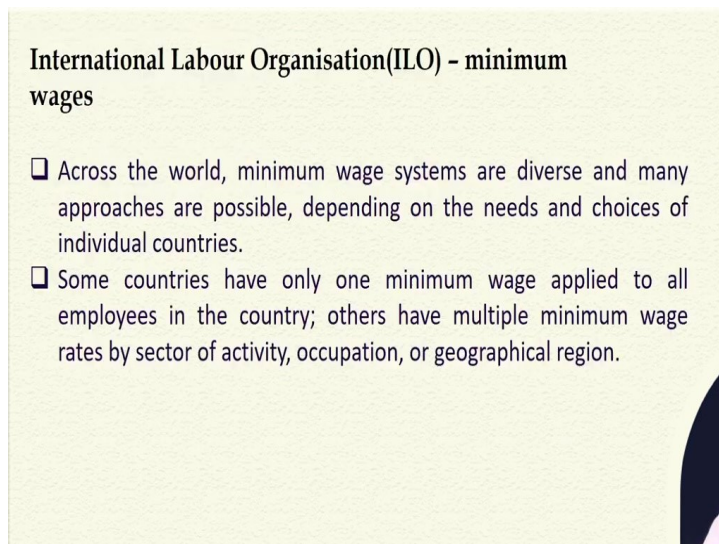 International Labour Organisation(ILO) – minimum
wages
❑ Across the world, minimum wage systems are diverse and many
approaches are possible, depending on the needs and choices of
individual countries.
❑ Some countries have only one minimum wage applied to all
employees in the country; others have multiple minimum wage
rates by sector of activity, occupation, or geographical region.